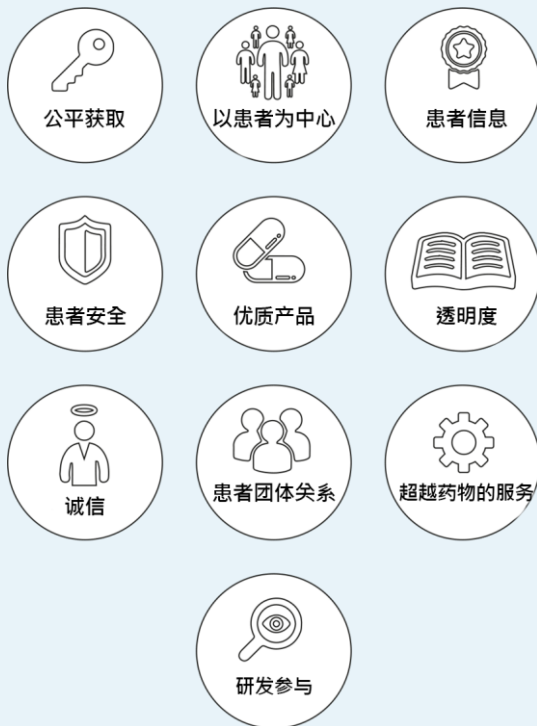 公平获取
以患者为中心
患者信息
患者安全
优质产品
透明度
诚信
患者团体关系
超越药物的服务
研发参与